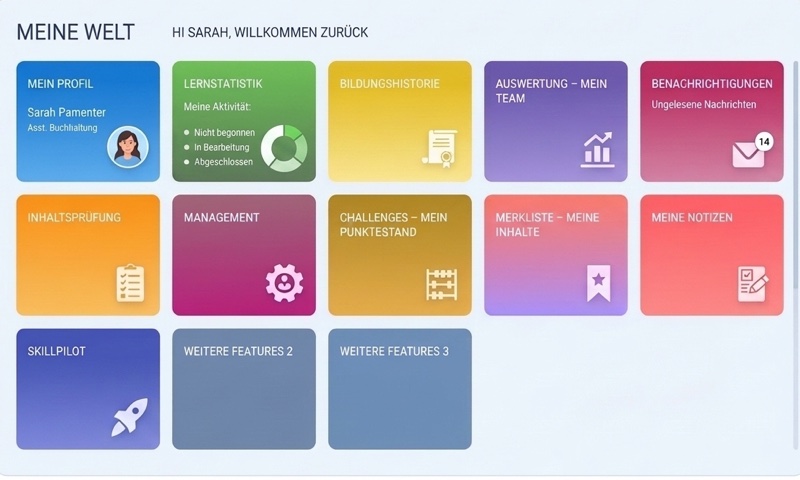 MEINE WELT
HI SARAH, WILLKOMMEN ZURÜCK
MEIN PROFIL
Sarah Pamenter
Asst. Buchhaltung
LERNSTATISTIK
Meine Aktivität:
Nicht begonnen
In Bearbeitung
Abgeschlossen
BILDUNGSHISTORIE
AUSWERTUNG – MEIN
TEAM
BENACHRICHTIGUNGEN
Ungelesene Nachrichten
14
INHALTSPRÜFUNG
MANAGEMENT
CHALLENGES – MEIN
PUNKTESTAND
MERKLISTE – MEINE
INHALTE
MEINE NOTIZEN
SKILLPILOT
WEITERE FEATURES 2
WEITERE FEATURES 3